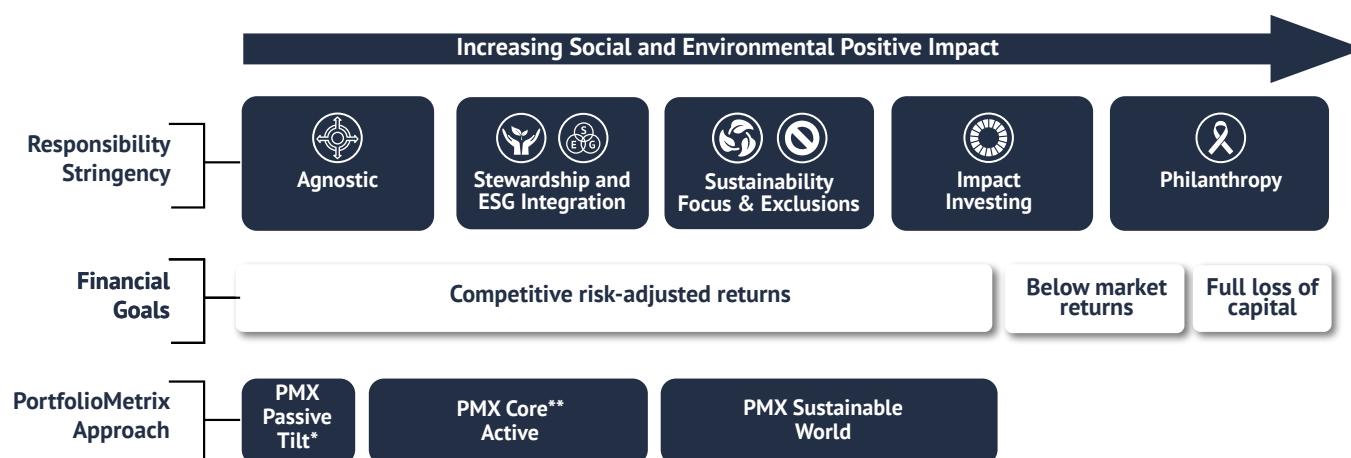 Increasing Social and Environmental Positive Impact
Responsibility
Stringency
Agnostic
S
E G
Stewardship and
ESG Integration
Sustainability
Focus & Exclusions
Impact
Investing
Philanthropy
Financial
Goals
Competitive risk-adjusted returns
Below market
returns
Full loss of
capital
PortfolioMetrix
Approach
PMX
Passive
Tilt*
PMX Core**
Active
PMX Sustainable
World